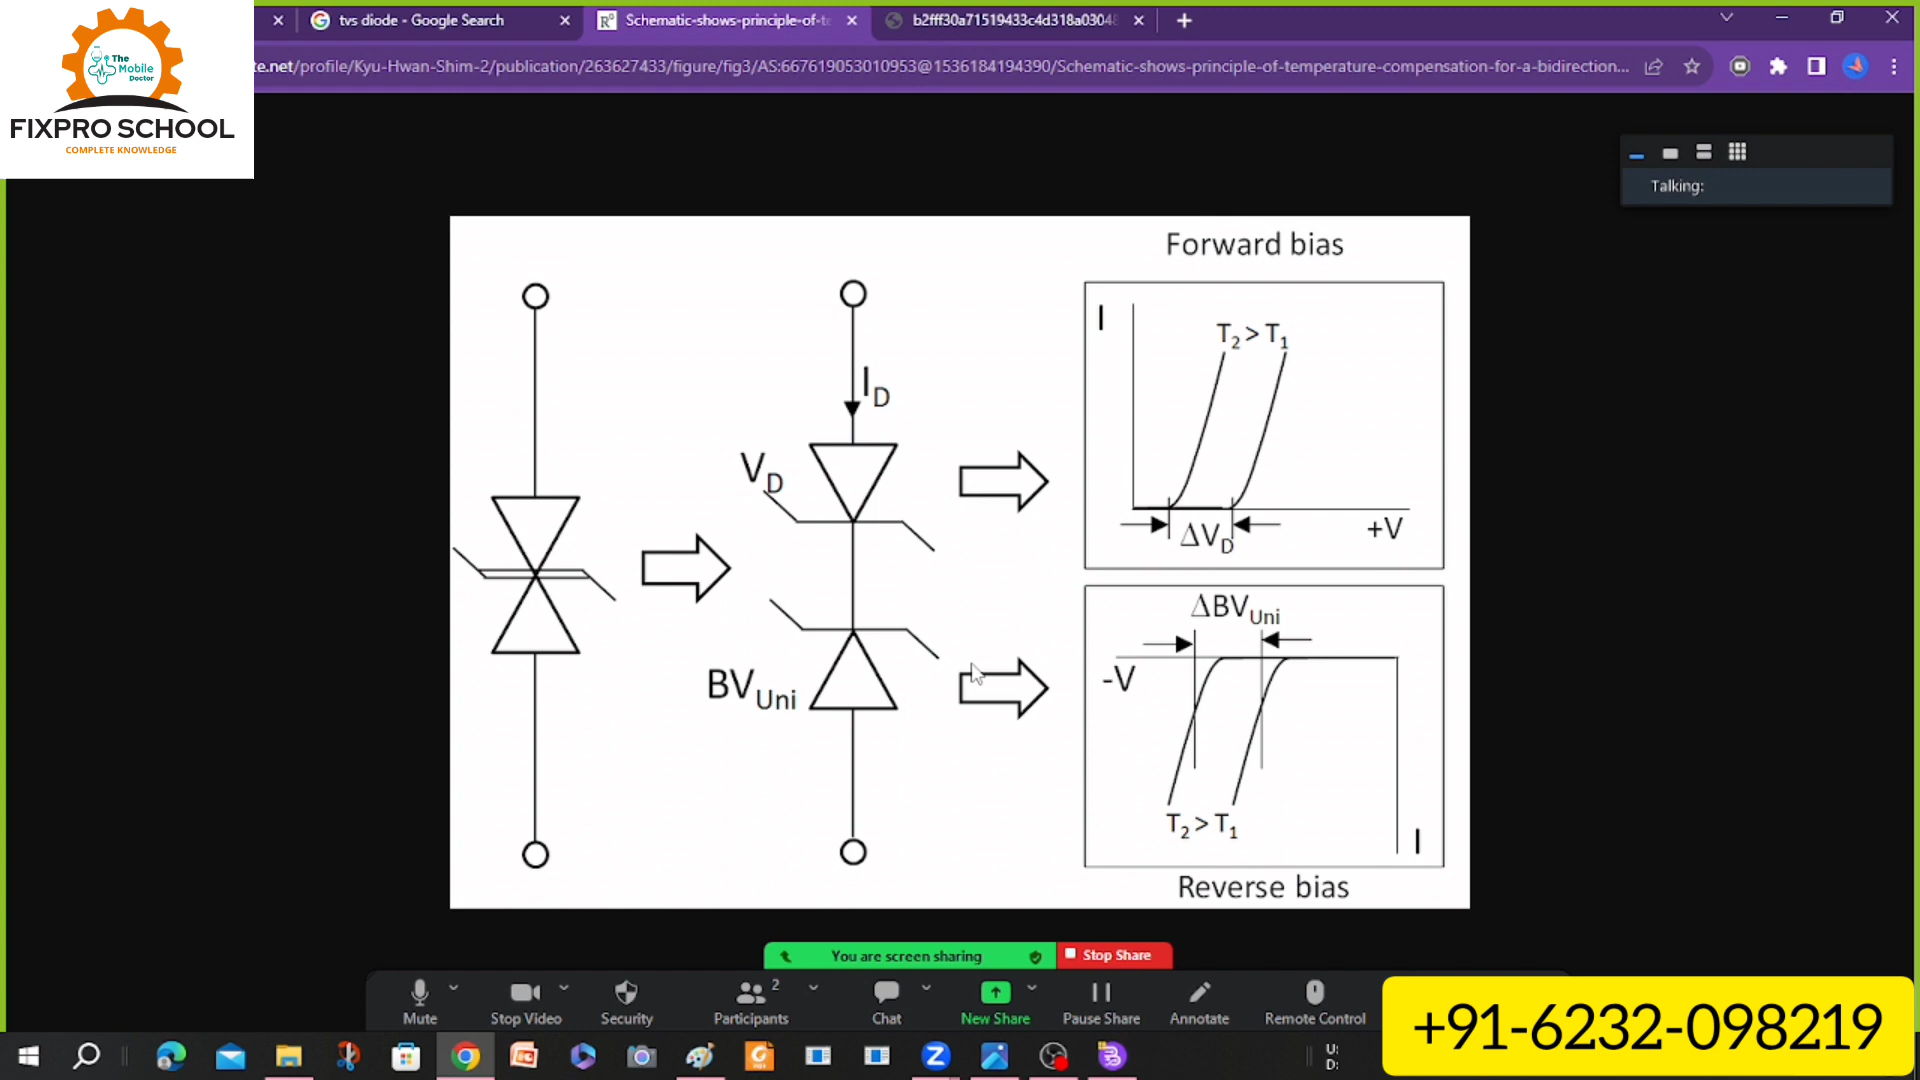 tvs diode - Google Search
Schematic-shows-principle-of-te
b2fff30a71519433c4d318a0304
te.net/profile/Kyu-Hwan-Shim-2/publication/263627433/figure/fig3/AS:667619053010953@1536184194390/Schematic-shows-principle-of-temperature-compensation-for-a-bidirection...
The
Mobile
Doctor
FIXPRO SCHOOL
COMPLETE KNOWLEDGE
Talking:
Forward bias
I
T2 > T1
ID
VD
ΔVD
+V
ΔBVUni
-V
BVUni
T2 > T1
I
Reverse bias
You are screen sharing
Stop Share
Mute
Stop Video
Security
2
Participants
Chat
New Share
Pause Share
Annotate
Remote Control
+91-6232-098219
U:
D: